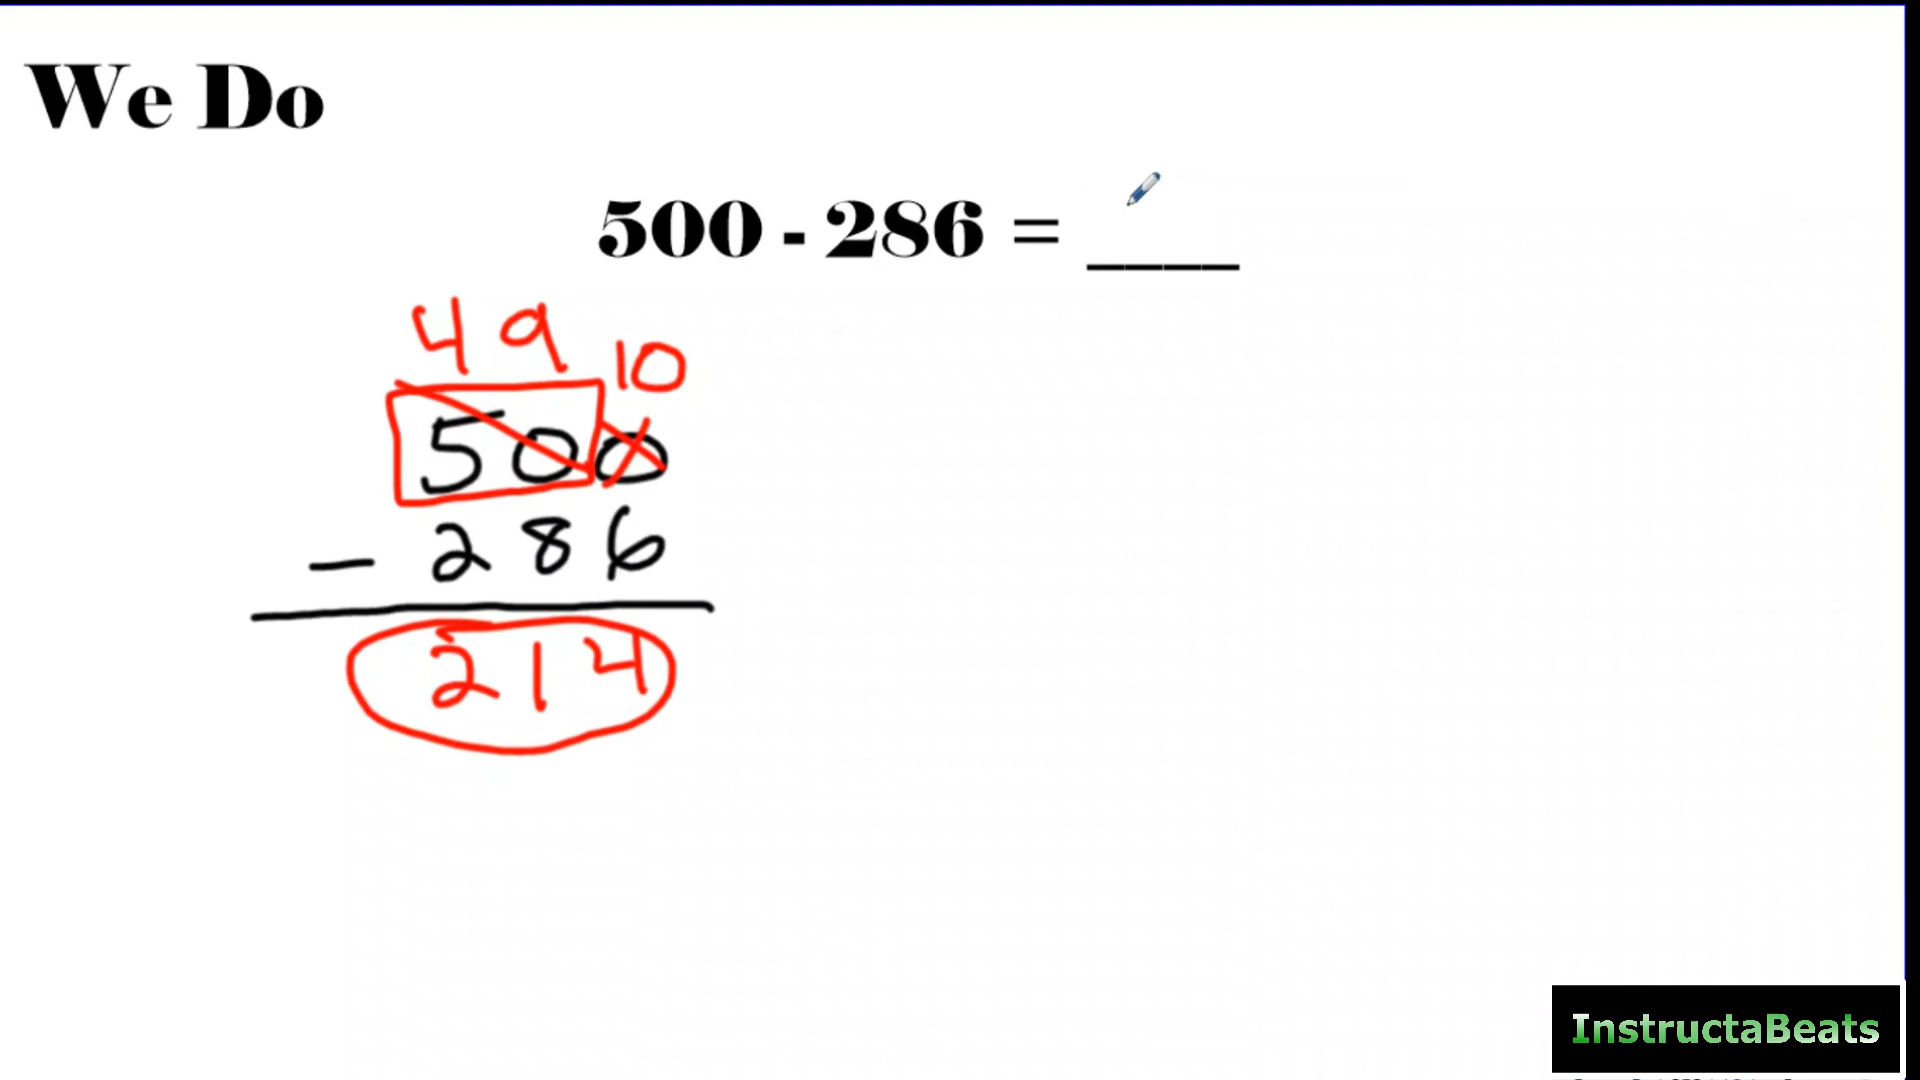 We Do
500 - 286 = ____
4 9 10
500
- 286
214
InstructaBeats